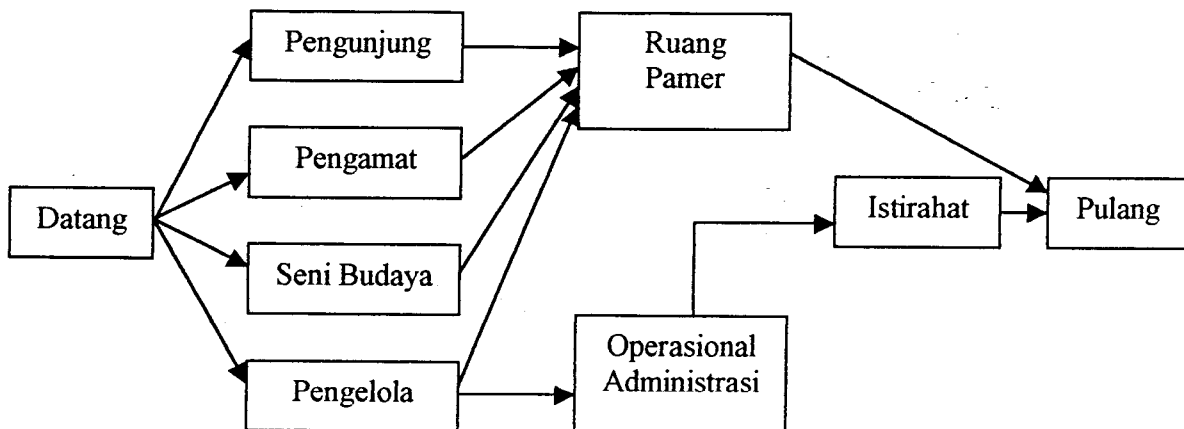 Datang
Pengunjung
Pengamat
Seni Budaya
Pengelola
Ruang
Pamer
Operasional
Administrasi
Istirahat
Pulang